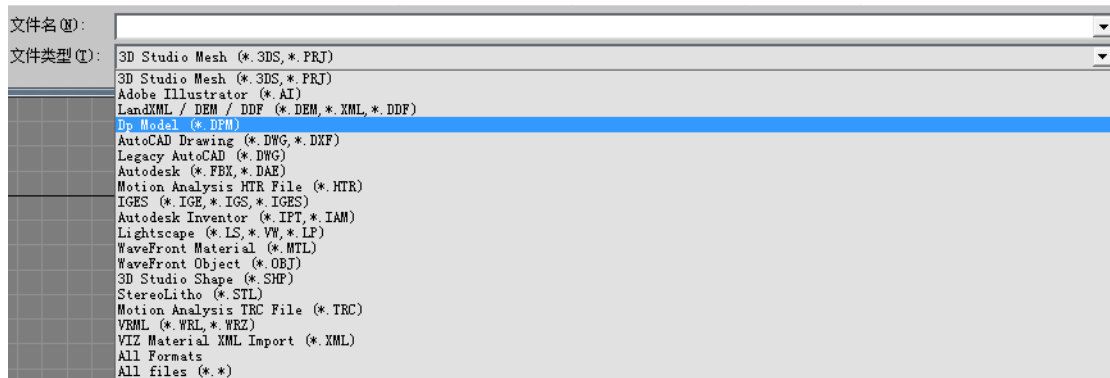 文件名(N):
文件类型(T): 3D Studio Mesh (*.3DS,*.PRJ)
3D Studio Mesh (*.3DS,*.PRJ)
Adobe Illustrator (*.AI)
LandXML / DEM / DDF (*.DEM,*.XML,*.DDF)
Dp Model (*.DPM)
AutoCAD Drawing (*.DWG,*.DXF)
Legacy AutoCAD (*.DWG)
Autodesk (*.FBX,*.DAE)
Motion Analysis HTR File (*.HTR)
IGES (*.IGE,*.IGS,*.IGES)
Autodesk Inventor (*.IPT,*.IAM)
Lightscape (*.LS,*.VW,*.LP)
WaveFront Material (*.MTL)
WaveFront Object (*.OBJ)
3D Studio Shape (*.SHP)
StereoLitho (*.STL)
Motion Analysis TRC File (*.TRC)
VRML (*.WRL,*.WRZ)
VIZ Material XML Import (*.XML)
All Formats
All files (*.*)